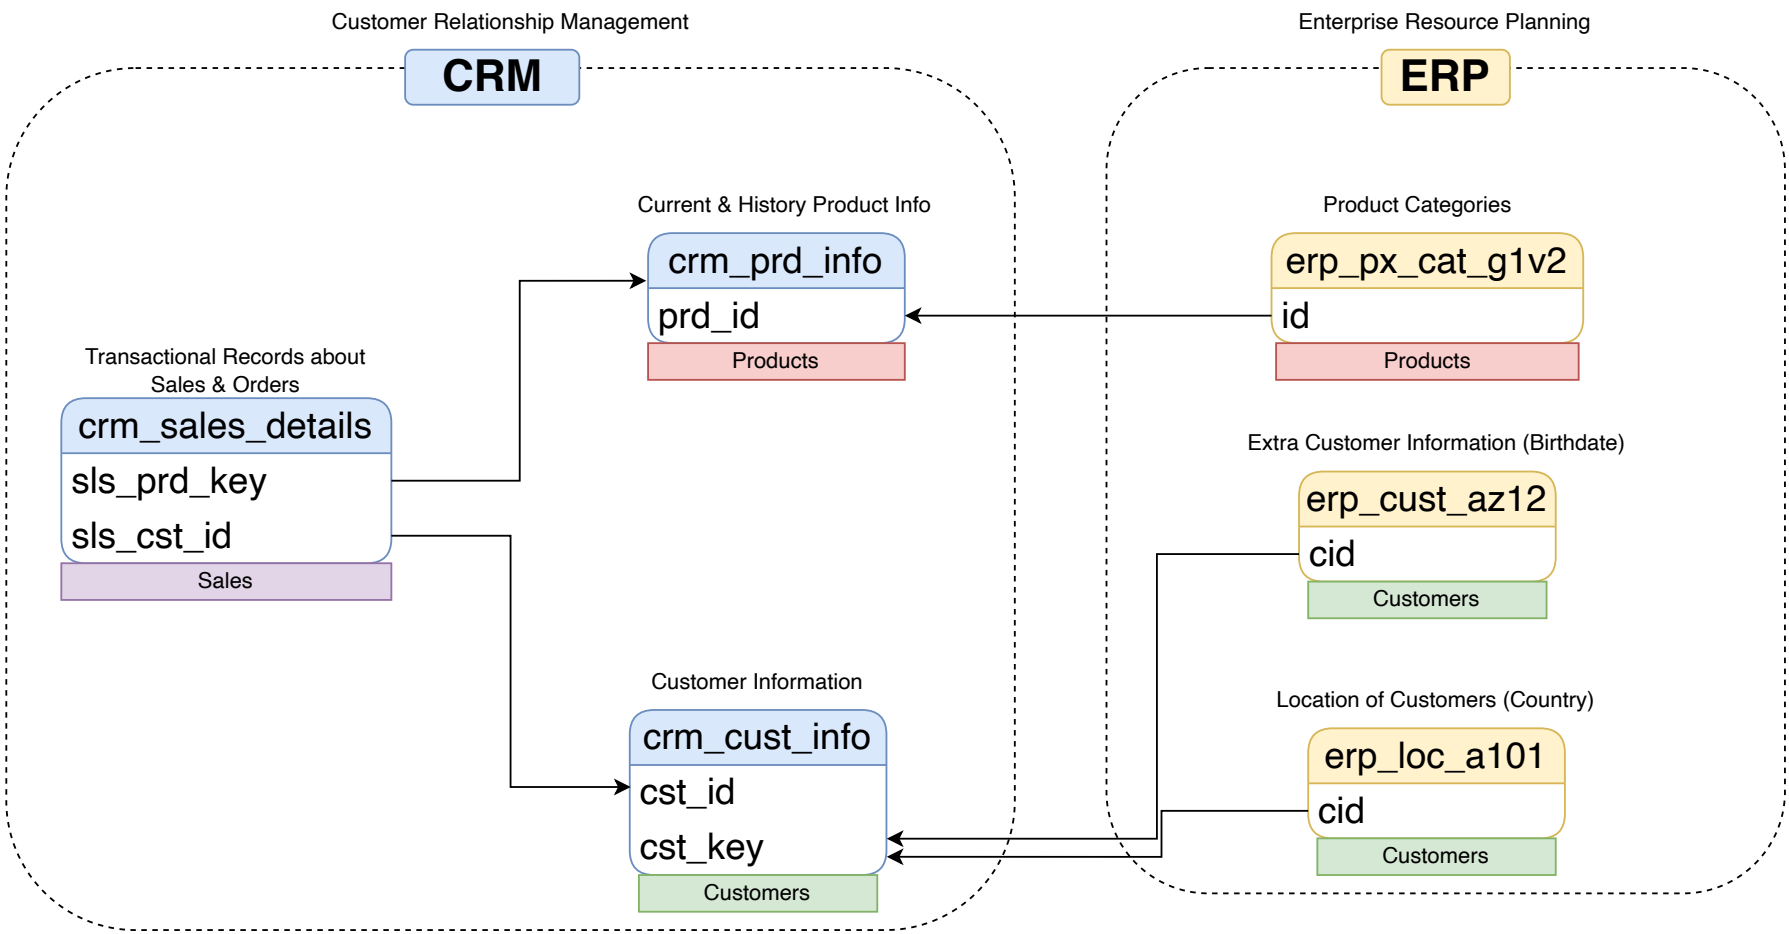 Customer Relationship Management
CRM
Current & History Product Info
crm_prd_info
prd_id
Products
Transactional Records about
Sales & Orders
crm_sales_details
sls_prd_key
sls_cst_id
Sales
Customer Information
crm_cust_info
cst_id
cst_key
Customers
Enterprise Resource Planning
ERP
Product Categories
erp_px_cat_g1v2
id
Products
Extra Customer Information (Birthdate)
erp_cust_az12
cid
Customers
Location of Customers (Country)
erp_loc_a101
cid
Customers